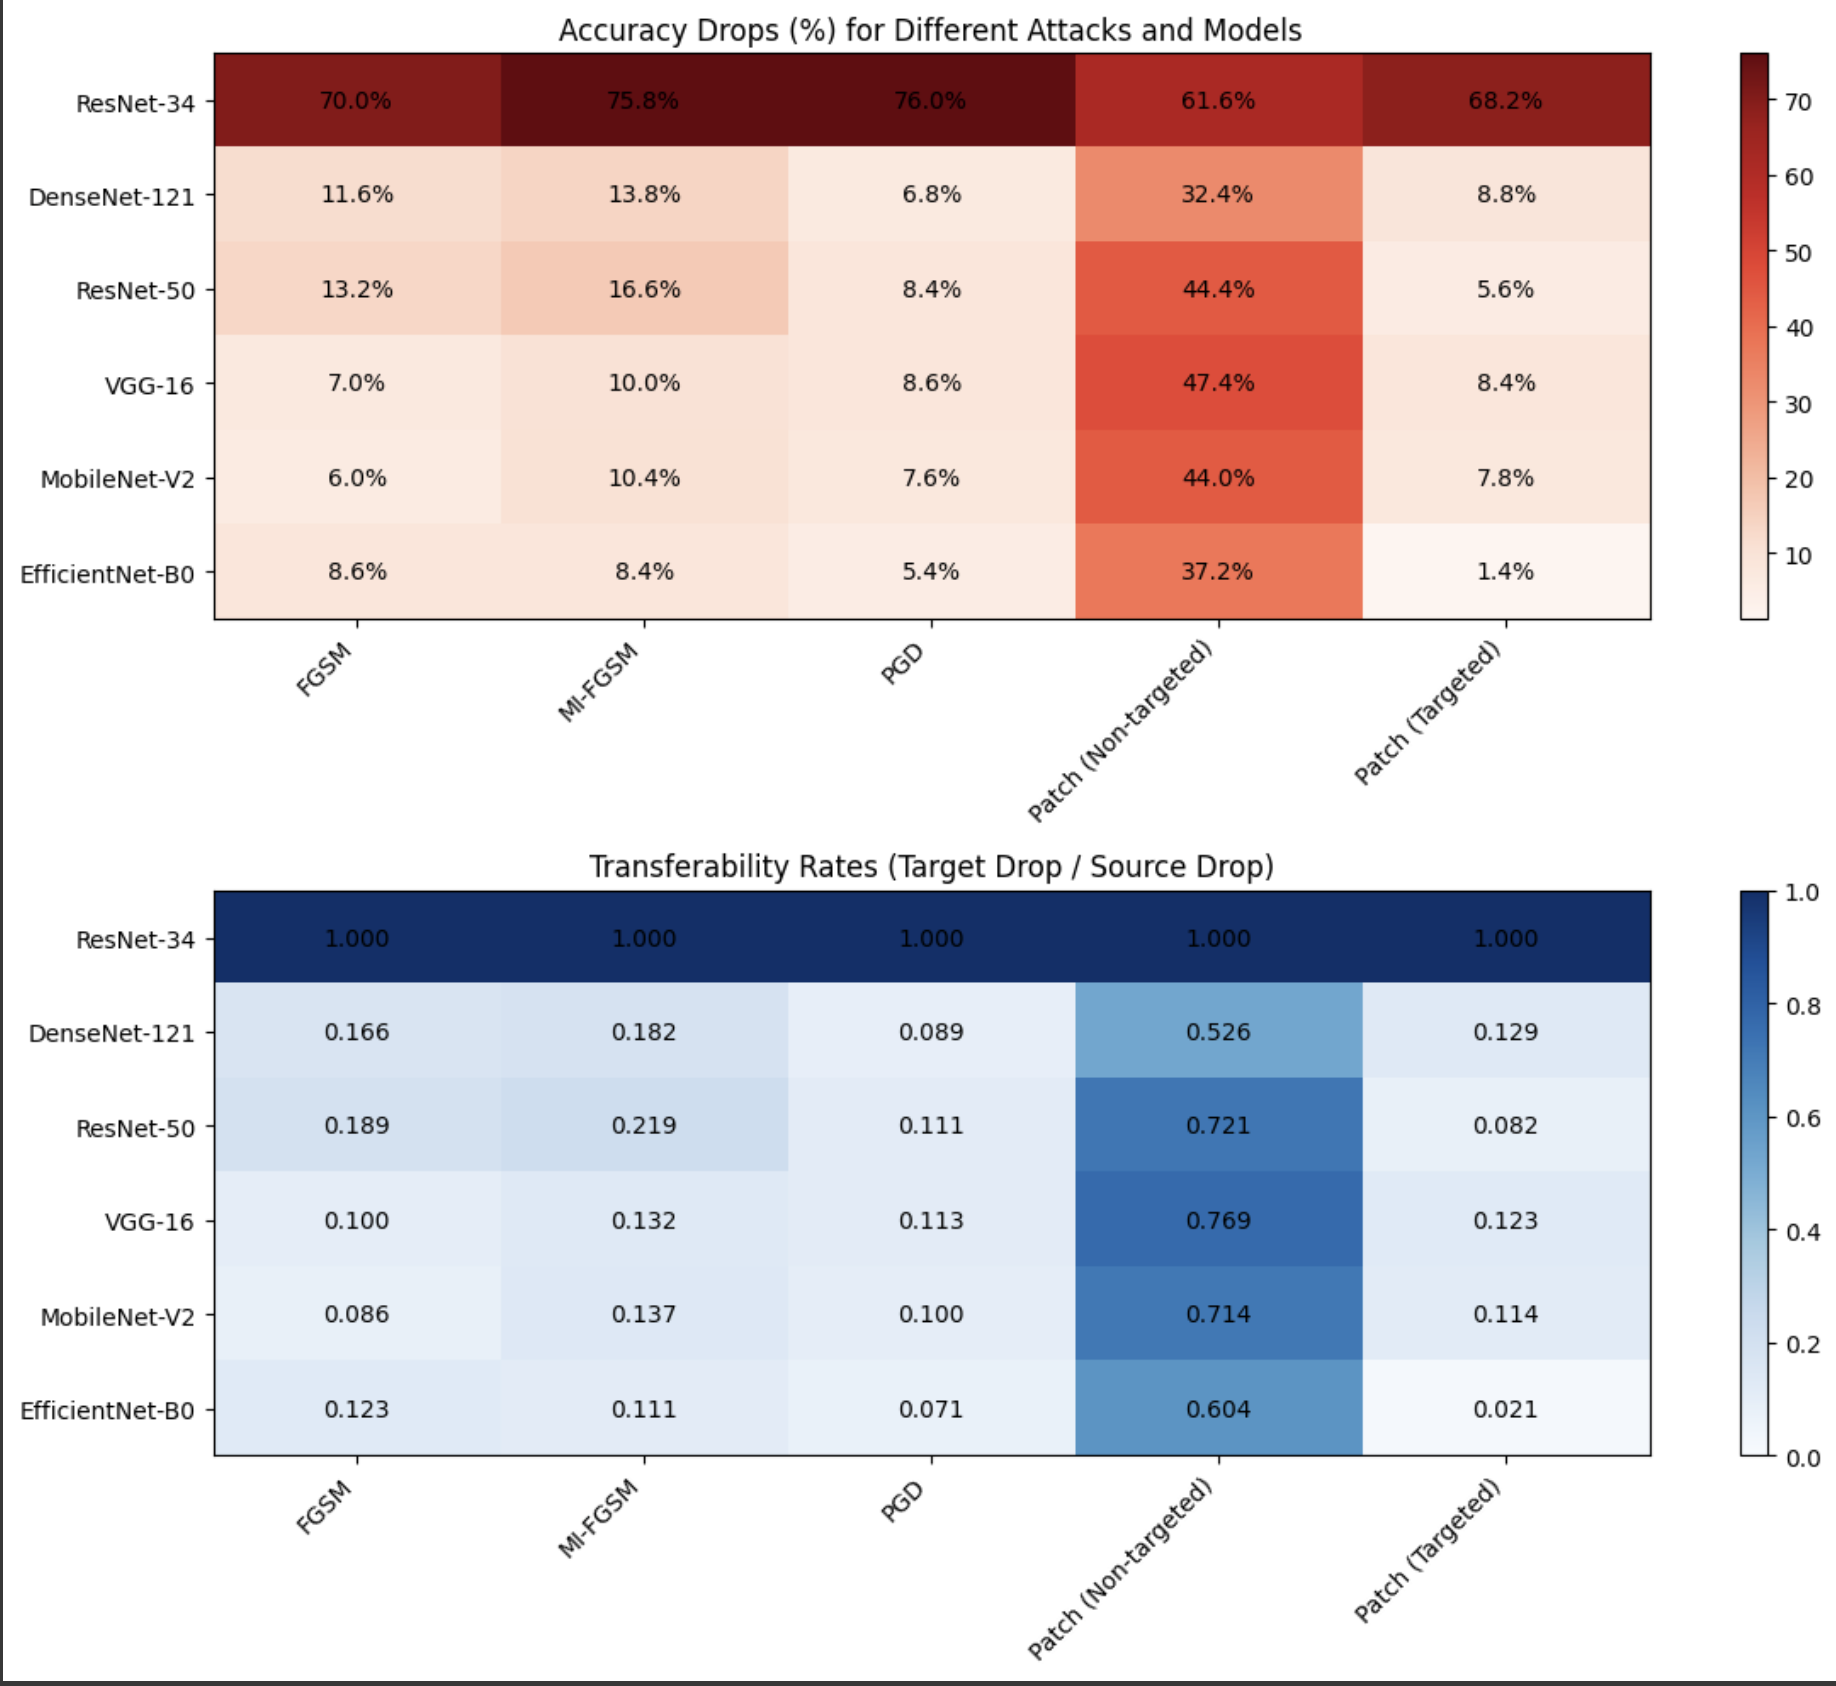 Accuracy Drops (%) for Different Attacks and Models
ResNet-34 70.0% 75.8% 76.0% 61.6% 68.2%
DenseNet-121 11.6% 13.8% 6.8% 32.4% 8.8%
ResNet-50 13.2% 16.6% 8.4% 44.4% 5.6%
VGG-16 7.0% 10.0% 8.6% 47.4% 8.4%
MobileNet-V2 6.0% 10.4% 7.6% 44.0% 7.8%
EfficientNet-B0 8.6% 8.4% 5.4% 37.2% 1.4%
FGSM
MI-FGSM
PGD
Patch (Non-targeted)
Patch (Targeted)
70
60
50
40
30
20
10
Transferability Rates (Target Drop / Source Drop)
ResNet-34 1.000 1.000 1.000 1.000 1.000
DenseNet-121 0.166 0.182 0.089 0.526 0.129
ResNet-50 0.189 0.219 0.111 0.721 0.082
VGG-16 0.100 0.132 0.113 0.769 0.123
MobileNet-V2 0.086 0.137 0.100 0.714 0.114
EfficientNet-B0 0.123 0.111 0.071 0.604 0.021
FGSM
MI-FGSM
PGD
Patch (Non-targeted)
Patch (Targeted)
1.0
0.8
0.6
0.4
0.2
0.0